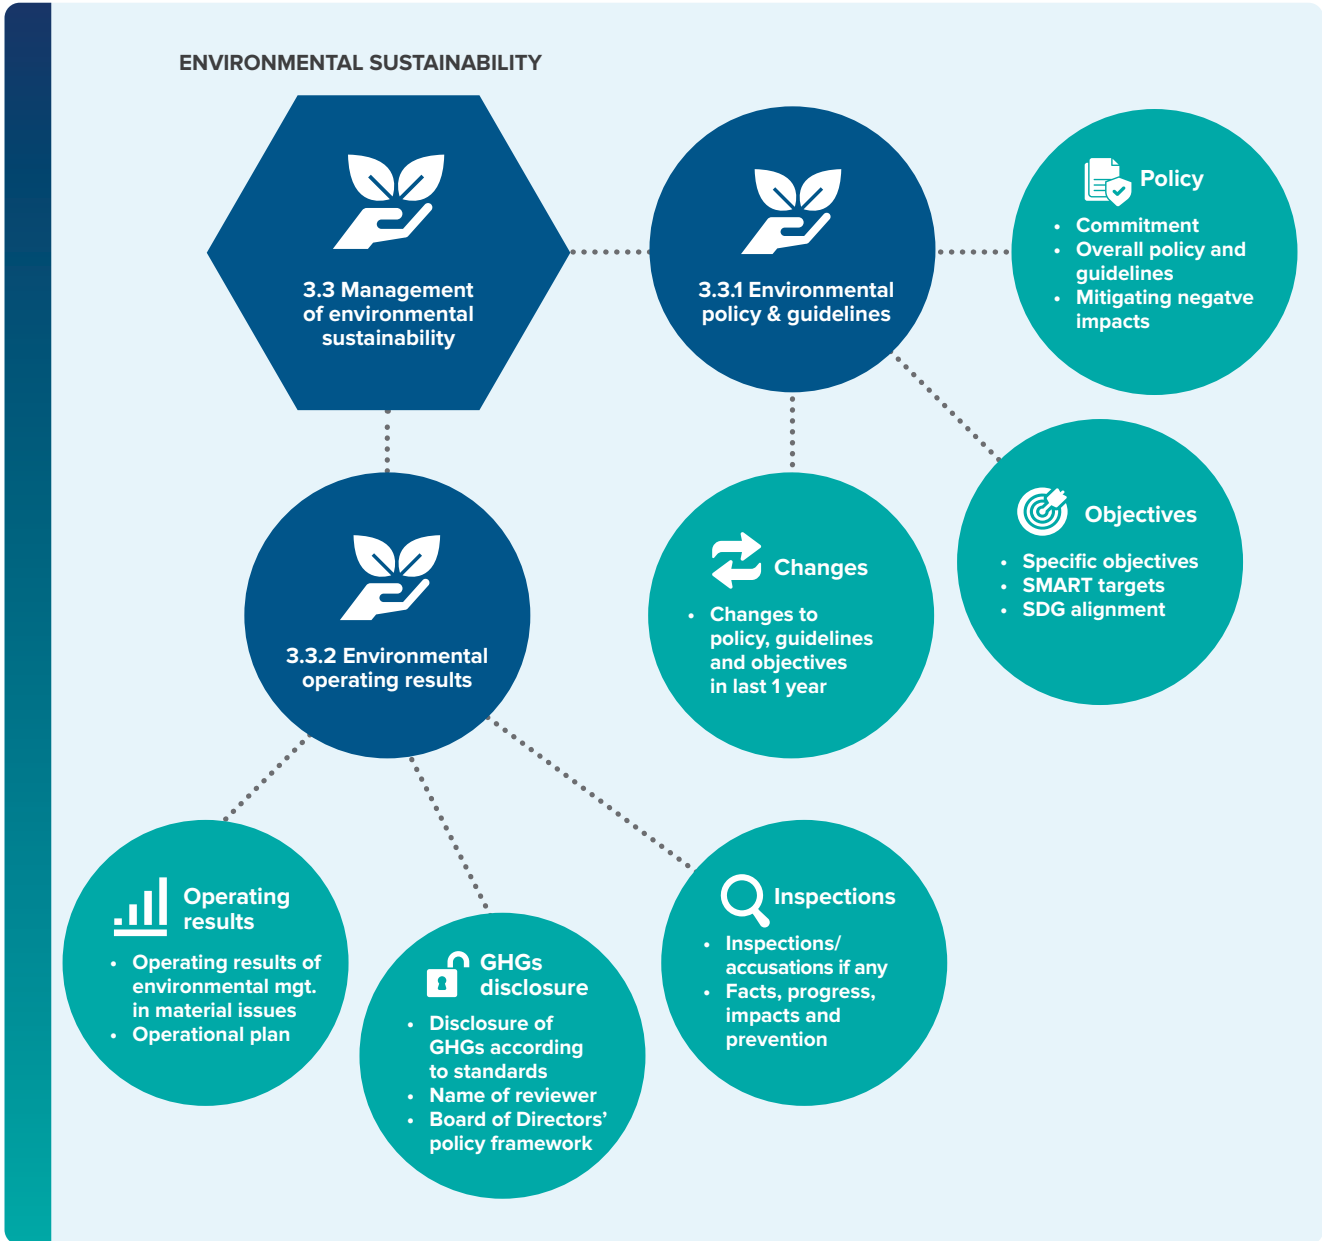 ENVIRONMENTAL SUSTAINABILITY
3.3 Management
of environmental
sustainability
3.3.1 Environmental
policy & guidelines
Policy
• Commitment
• Overall policy and
guidelines
• Mitigating negatve
impacts
Objectives
• Specific objectives
• SMART targets
• SDG alignment
Changes
• Changes to
policy, guidelines
and objectives
in last 1 year
3.3.2 Environmental
operating results
Operating
results
• Operating results of
environmental mgt.
in material issues
• Operational plan
GHGs
disclosure
• Disclosure of
GHGs according
to standards
• Name of reviewer
• Board of Directors’
policy framework
Inspections
• Inspections/
accusations if any
• Facts, progress,
impacts and
prevention